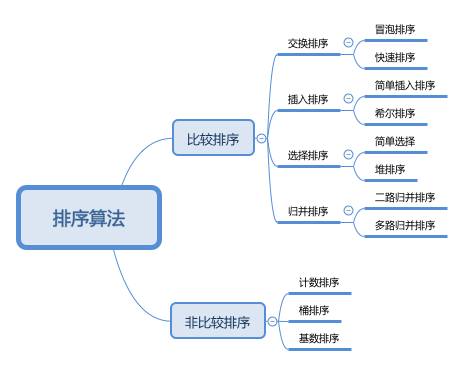 排序算法
比较排序
交换排序
冒泡排序
快速排序
插入排序
简单插入排序
希尔排序
选择排序
简单选择
堆排序
归并排序
二路归并排序
多路归并排序
非比较排序
计数排序
桶排序
基数排序